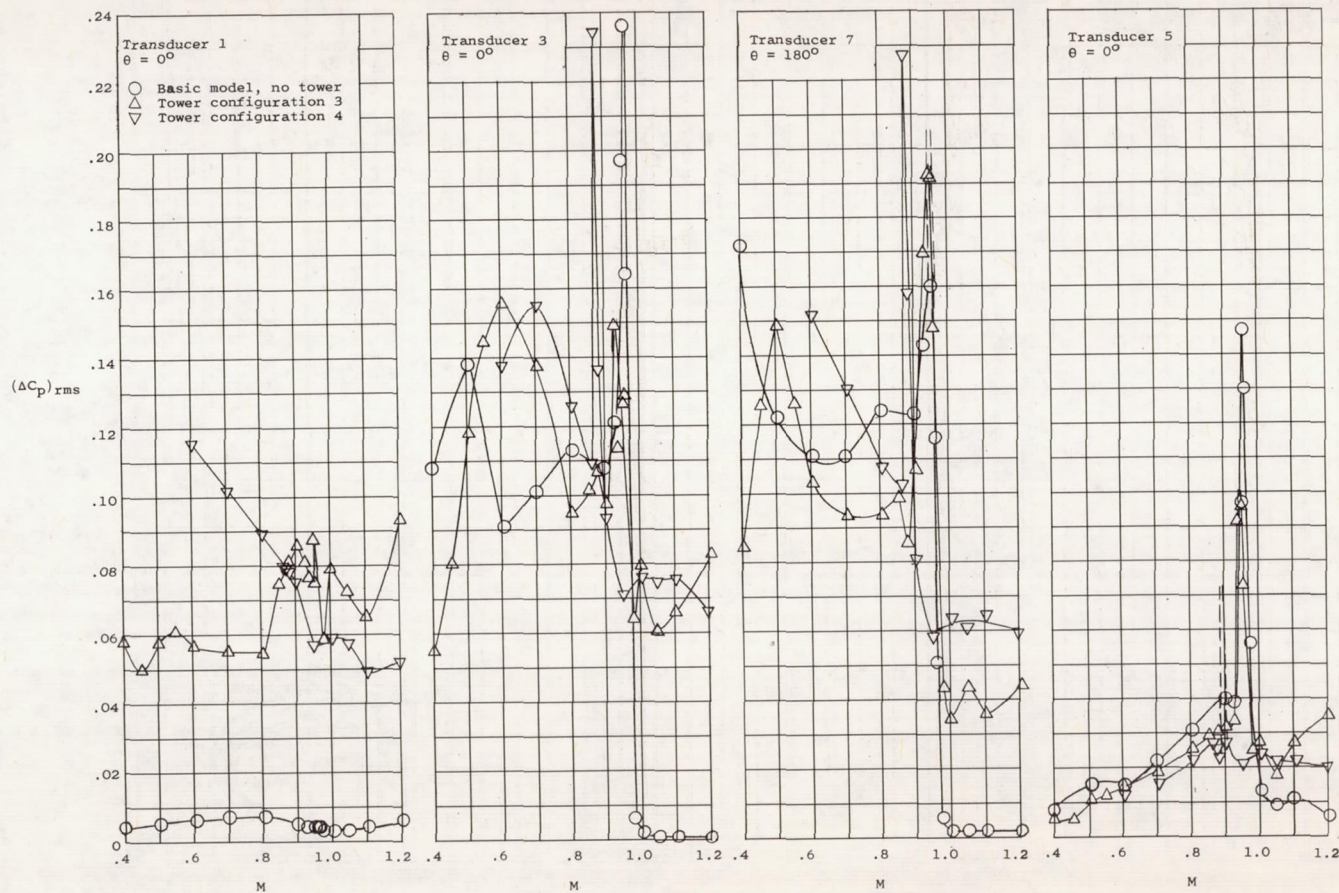 Transducer 1
θ = 0°
○ Basic model, no tower
△ Tower configuration 3
▽ Tower configuration 4
Transducer 3
θ = 0°
Transducer 7
θ = 180°
Transducer 5
θ = 0°
(ΔCp)rms
.24
.22
.20
.18
.16
.14
.12
.10
.08
.06
.04
.02
0
.4 .6 .8 1.0 1.2
.4 .6 .8 1.0 1.2
.4 .6 .8 1.0 1.2
.4 .6 .8 1.0 1.2
M M M M